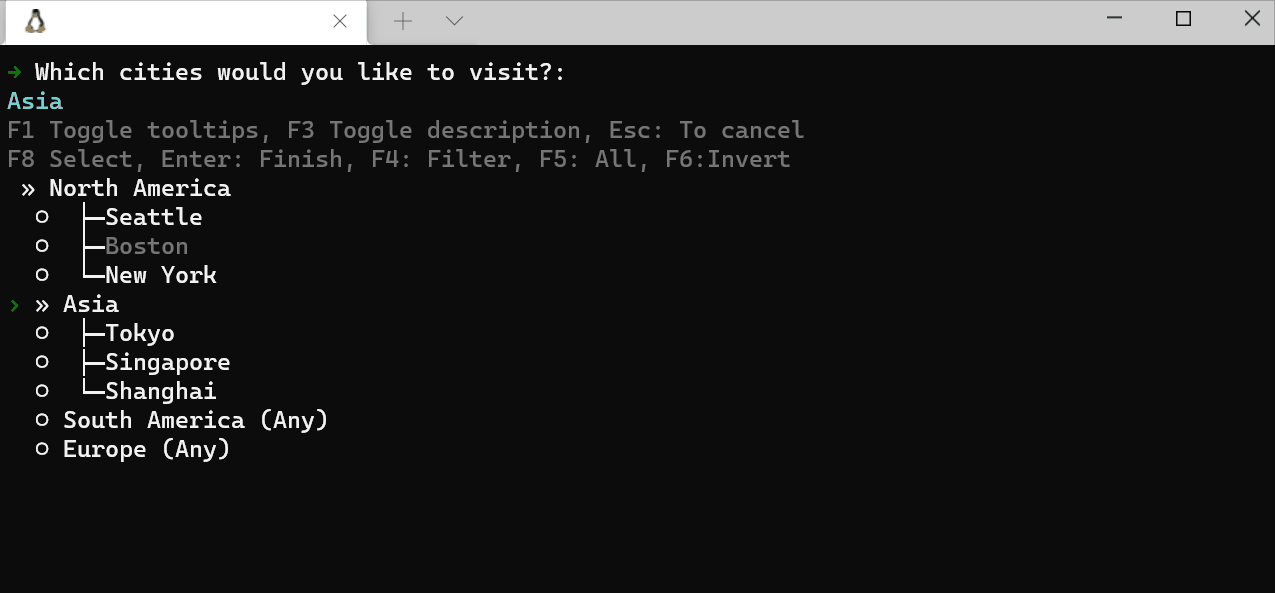 → Which cities would you like to visit?:
Asia
F1 Toggle tooltips, F3 Toggle description, Esc: To cancel
F8 Select, Enter: Finish, F4: Filter, F5: All, F6:Invert
» North America
○ ├─Seattle
○ ├─Boston
○ └─New York
› » Asia
○ ├─Tokyo
○ ├─Singapore
○ └─Shanghai
○ South America (Any)
○ Europe (Any)